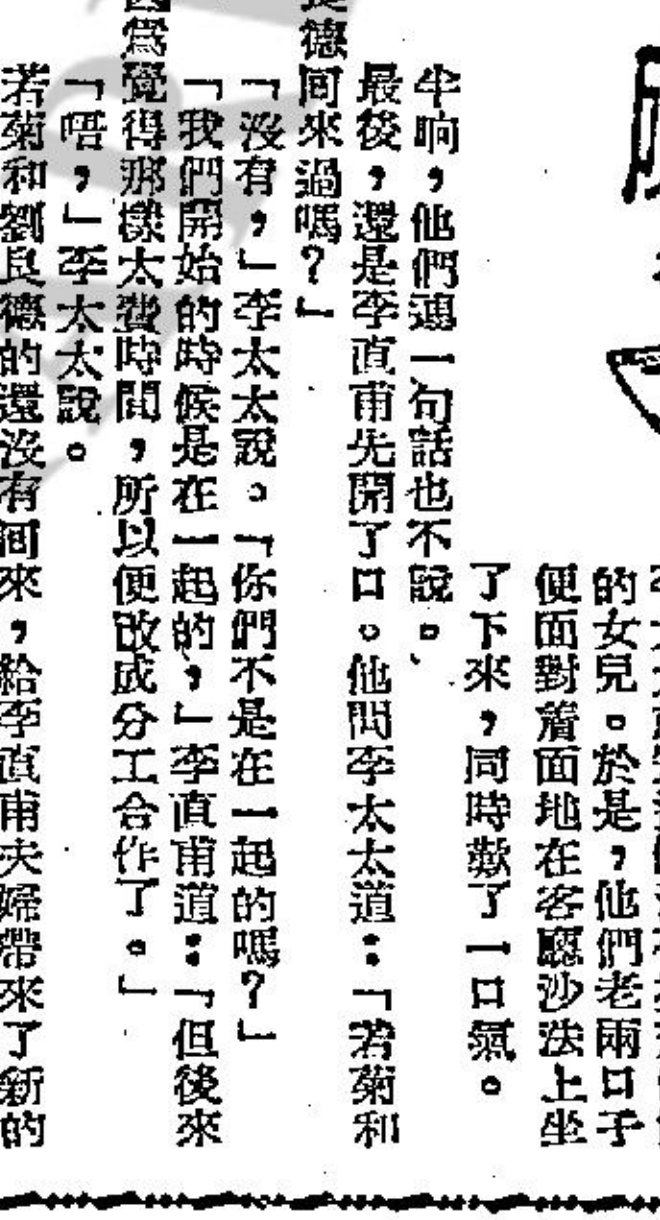 的女兒。於是，他們老兩口子
便面對着面地在客廳沙法上坐
了下來，同時歎了一口氣。
半晌，他們連一句話也不說。
最後，還是李直甫先開了口。他問李太太道：「若菊和
德同來過嗎？」
「沒有，」李太太說。「你們不是在一起的嗎？」
「我們開始的時候是在一起的，」李直甫道：「但後來
因爲覺得那樣太費時間，所以便改成分工合作了。」
「唔，」李太太說。
若菊和劉良德的還沒有囘來，給李直甫夫婦帶來了新的